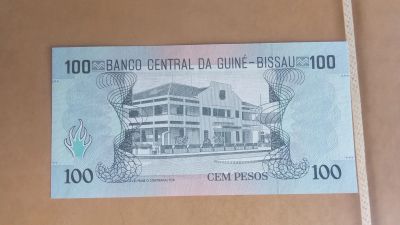 100 BANCO CENTRAL DA GUINÉ-BISSAU 100
100 CEM PESOS 100